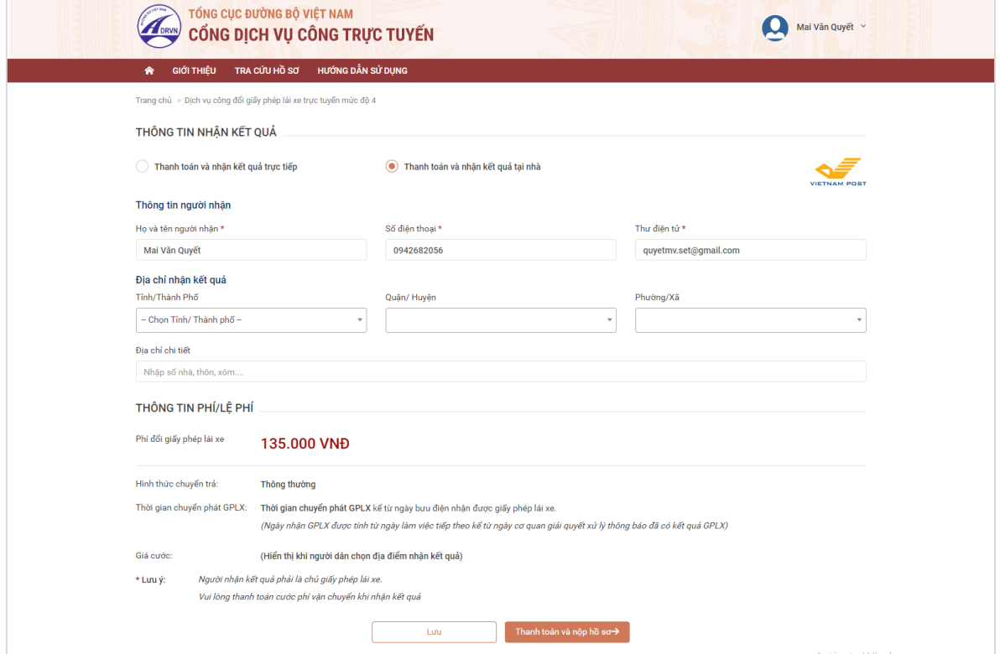 TỔNG CỤC ĐƯỜNG BỘ VIỆT NAM
CỔNG DỊCH VỤ CÔNG TRỰC TUYẾN
DRVN
Mai Văn Quyết
GIỚI THIỆU TRA CỨU HỒ SƠ HƯỚNG DẪN SỬ DỤNG
Trang chủ > Dịch vụ công đổi giấy phép lái xe trực tuyến mức độ 4
THÔNG TIN NHẬN KẾT QUẢ
Thanh toán và nhận kết quả trực tiếp Thanh toán và nhận kết quả tại nhà
VIETNAM POST
Thông tin người nhận
Họ và tên người nhận * Số điện thoại * Thư điện tử *
Mai Văn Quyết 0942682056 quyetmv.set@gmail.com
Địa chỉ nhận kết quả
Tỉnh/Thành Phố Quận/ Huyện Phường/Xã
-- Chọn Tỉnh/ Thành phố --
Địa chỉ chi tiết
Nhập số nhà, thôn, xóm....
THÔNG TIN PHÍ/LỆ PHÍ
Phí đổi giấy phép lái xe 135.000 VNĐ
Hình thức chuyển trả: Thông thường
Thời gian chuyển phát GPLX: Thời gian chuyển phát GPLX kể từ ngày bưu điện nhận được giấy phép lái xe.
(Ngày nhận GPLX được tính từ ngày làm việc tiếp theo kể từ ngày cơ quan giải quyết xử lý thông báo đã có kết quả GPLX)
Giá cước: (Hiển thị khi người dân chọn địa điểm nhận kết quả)
* Lưu ý: Người nhận kết quả phải là chủ giấy phép lái xe.
Vui lòng thanh toán cước phí vận chuyển khi nhận kết quả
Lưu Thanh toán và nộp hồ sơ→